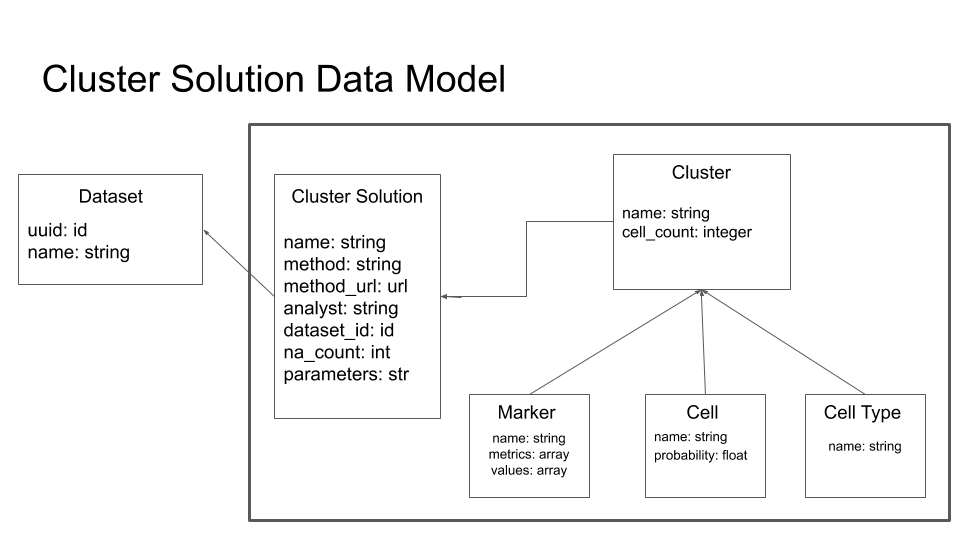 Cluster Solution Data Model
Dataset
uuid: id
name: string
Cluster Solution
name: string
method: string
method_url: url
analyst: string
dataset_id: id
na_count: int
parameters: str
Cluster
name: string
cell_count: integer
Marker
name: string
metrics: array
values: array
Cell
name: string
probability: float
Cell Type
name: string